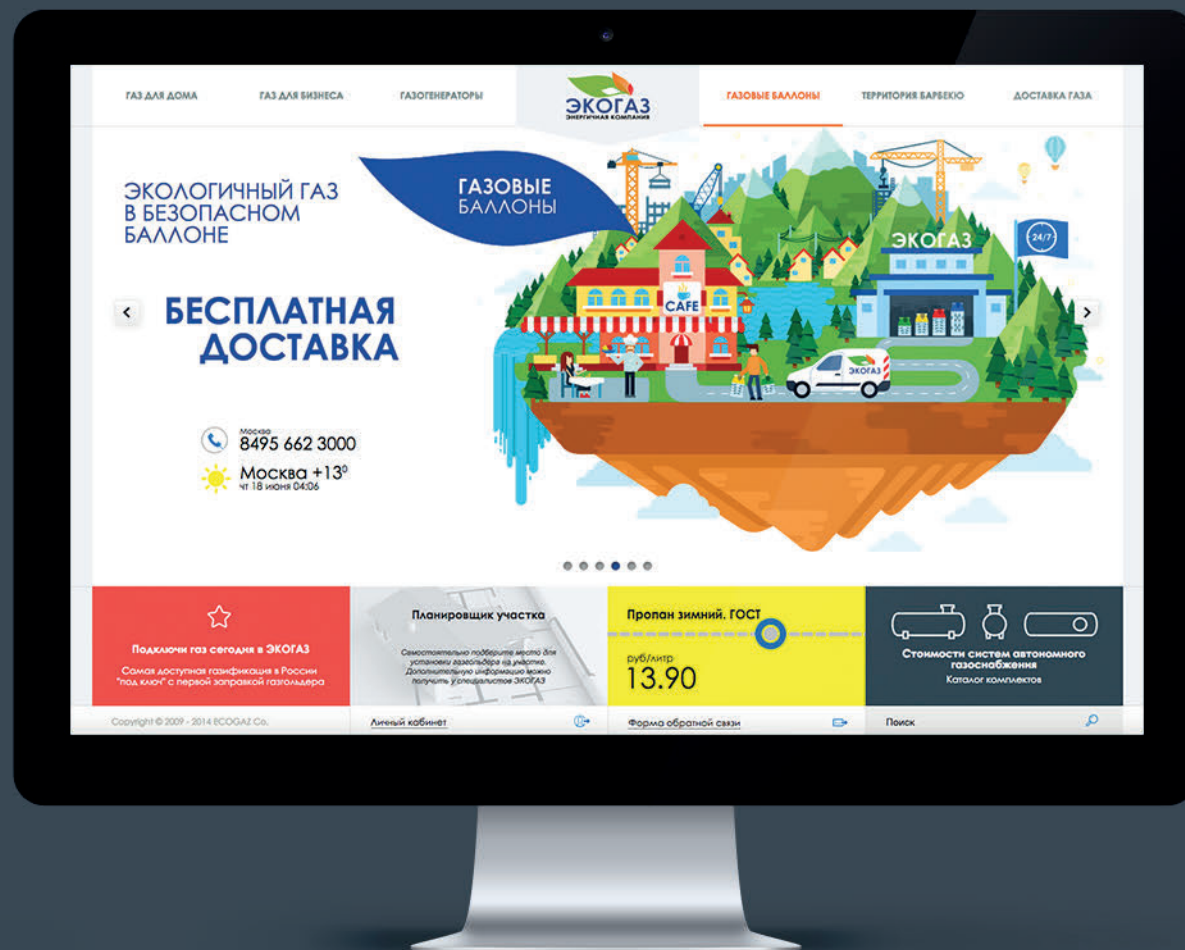 ГАЗ ДЛЯ ДОМА
ГАЗ ДЛЯ БИЗНЕСА
ГАЗОГЕНЕРАТОРЫ
ЭКОГАЗ
ЭНЕРГИЧНАЯ КОМПАНИЯ
ГАЗОВЫЕ БАЛЛОНЫ
ТЕРРИТОРИЯ БАРБЕКЮ
ДОСТАВКА ГАЗА
ЭКОЛОГИЧНЫЙ ГАЗ
В БЕЗОПАСНОМ
БАЛЛОНЕ
ГАЗОВЫЕ
БАЛЛОНЫ
ЭКОГАЗ
24/7
БЕСПЛАТНАЯ
ДОСТАВКА
CAFE
ЭКОГАЗ
Москва
8495 662 3000
Москва +13⁰
чт 18 июня 04:06
Подключи газ сегодня в ЭКОГАЗ
Самая доступная газификация в России
"под ключ" с первой заправкой газгольдера
Планировщик участка
Самостоятельно подберите место для
установки газгольдера на участке.
Дополнительную информацию можно
получить у специалистов ЭКОГАЗ
Пропан зимний. ГОСТ
руб/литр
13.90
Стоимости систем автономного
газоснабжения
Каталог комплектов
Copyright © 2009 - 2014 ECOGAZ Co.
Личный кабинет
Форма обратной связи
Поиск